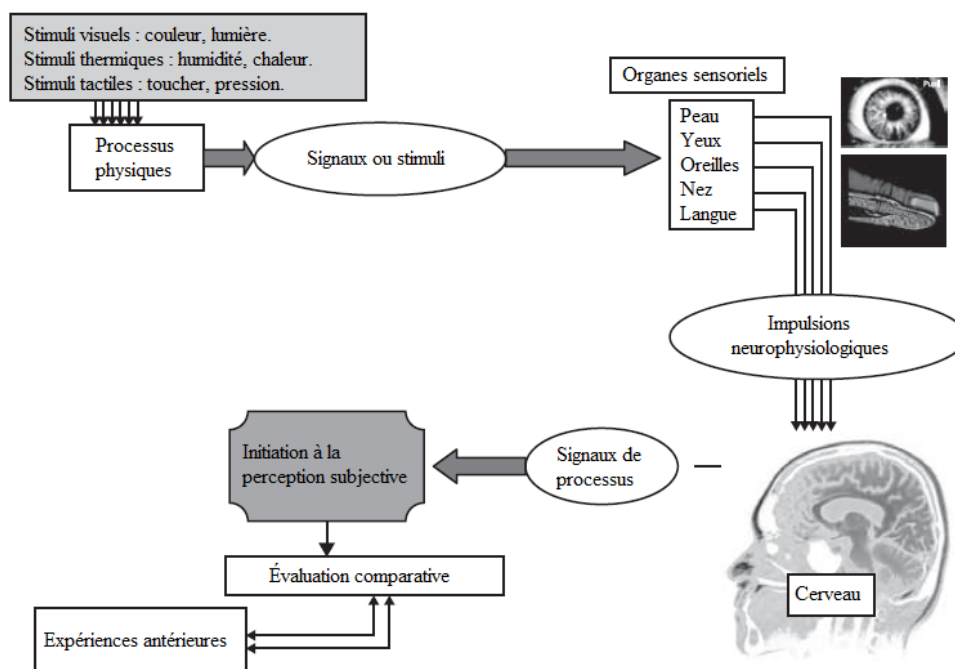 Stimuli visuels : couleur, lumière.
Stimuli thermiques : humidité, chaleur.
Stimuli tactiles : toucher, pression.
Processus
physiques
Signaux ou stimuli
Organes sensoriels
Peau
Yeux
Oreilles
Nez
Langue
Impulsions
neurophysiologiques
Cerveau
Signaux de
processus
Initiation à la
perception subjective
Évaluation comparative
Expériences antérieures